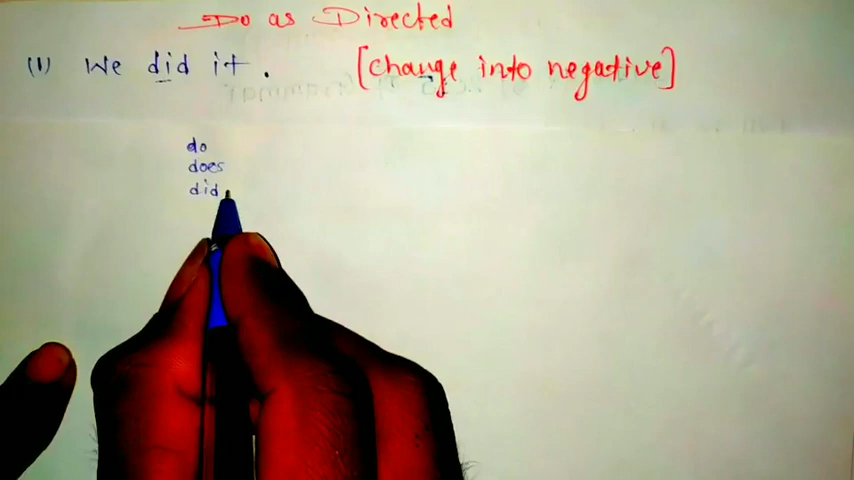 Do as Directed
(1) We did it. [change into negative]
do
does
did